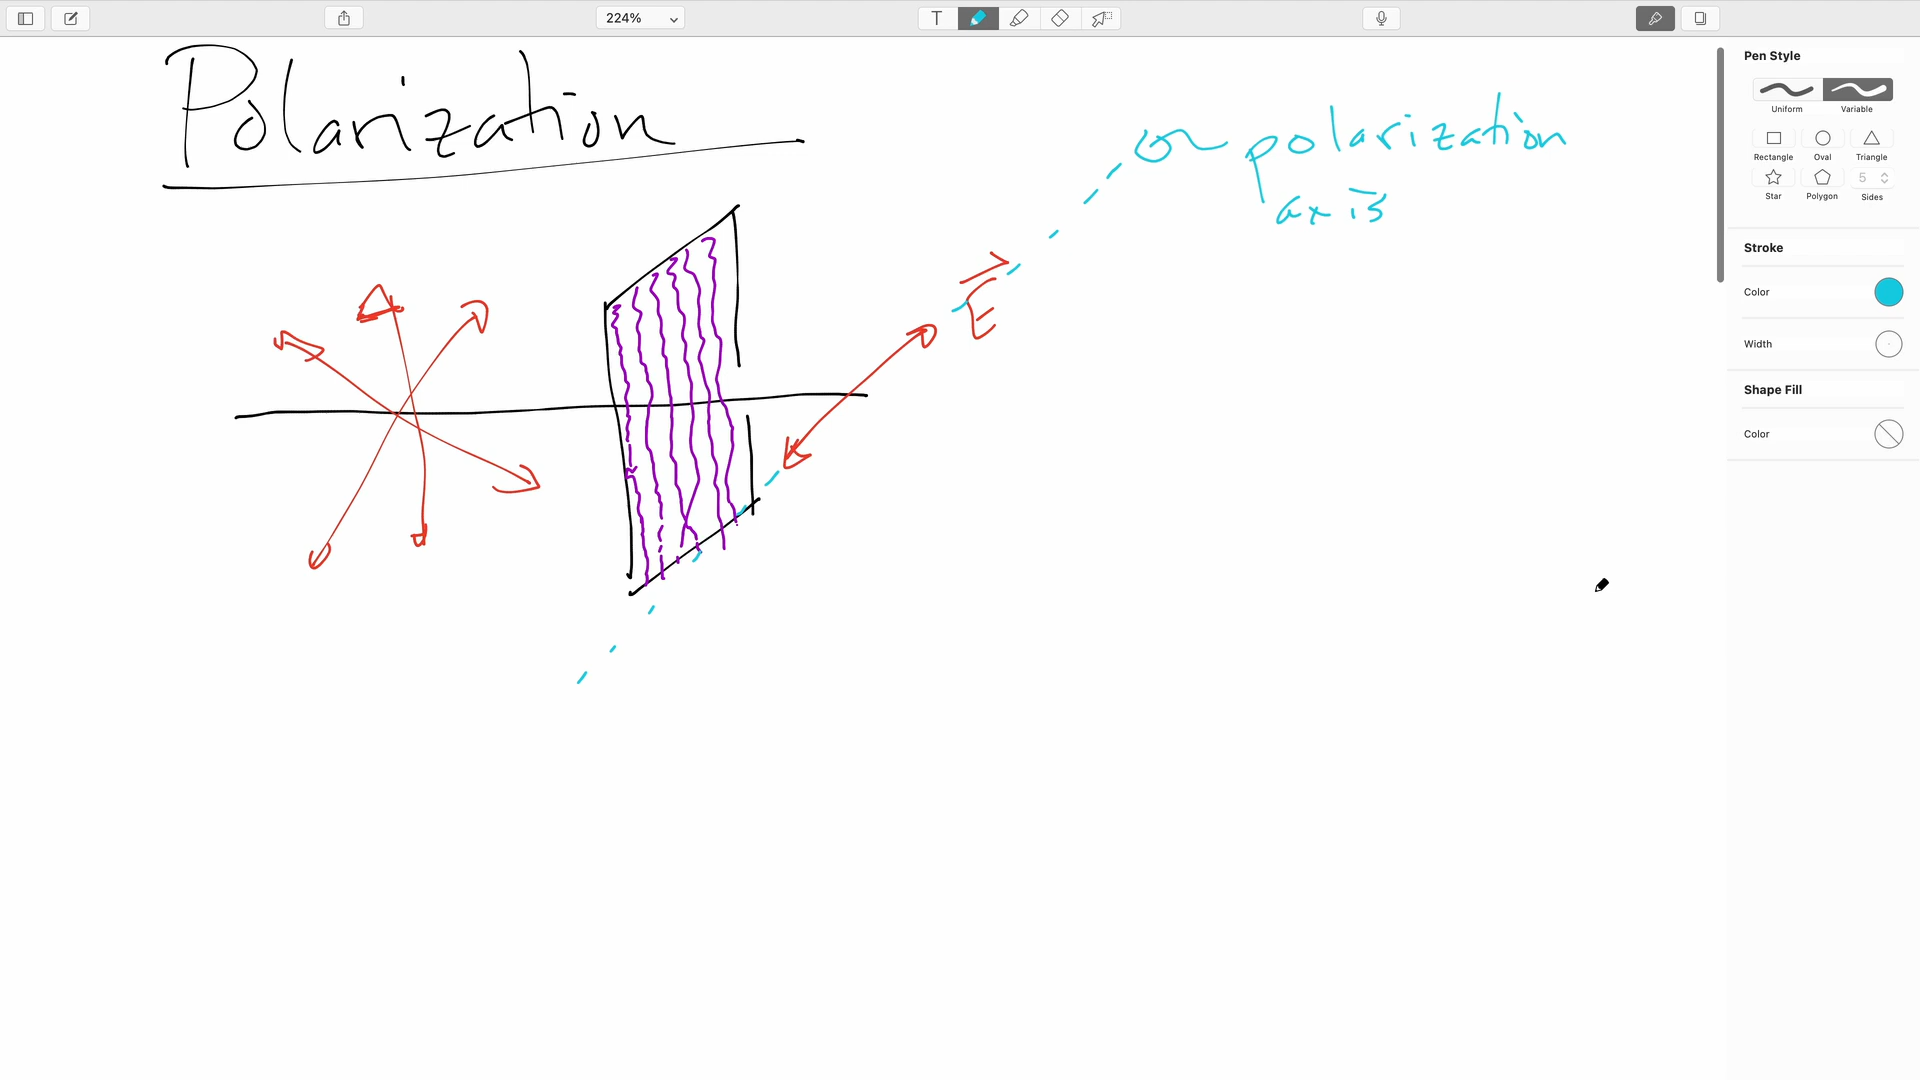 224%
T
Polarization
polarization
axis
E
Pen Style
Uniform Variable
Rectangle Oval Triangle
5
Star Polygon Sides
Stroke
Color
Width
Shape Fill
Color